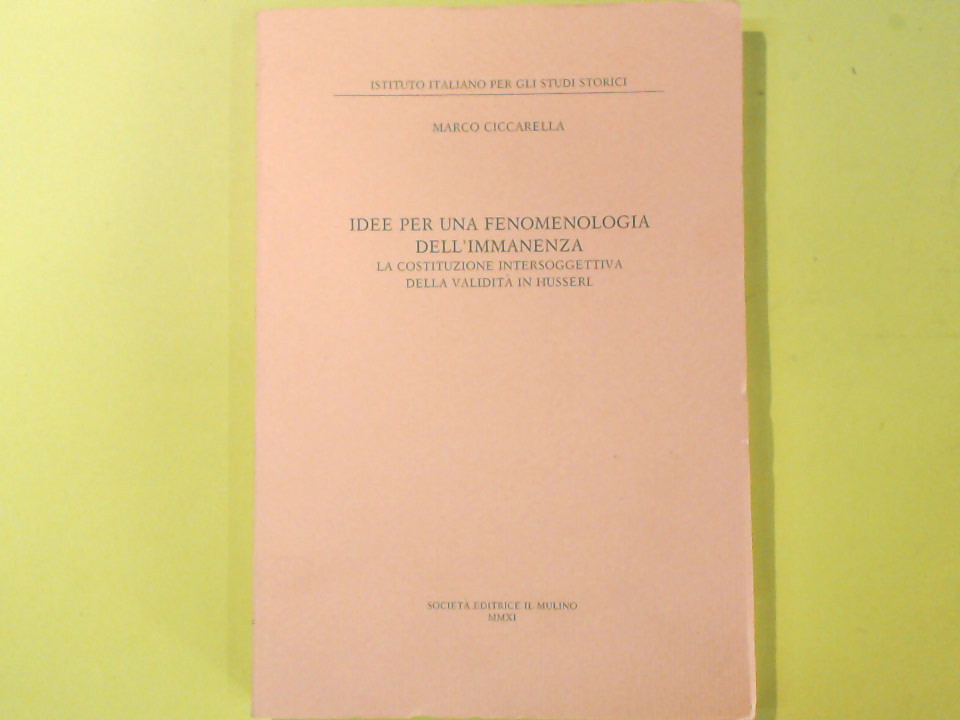 ISTITUTO ITALIANO PER GLI STUDI STORICI
MARCO CICCARELLA
IDEE PER UNA FENOMENOLOGIA
DELL'IMMANENZA
LA COSTITUZIONE INTERSOGGETTIVA
DELLA VALIDITÀ IN HUSSERL
SOCIETÀ EDITRICE IL MULINO
MMXI